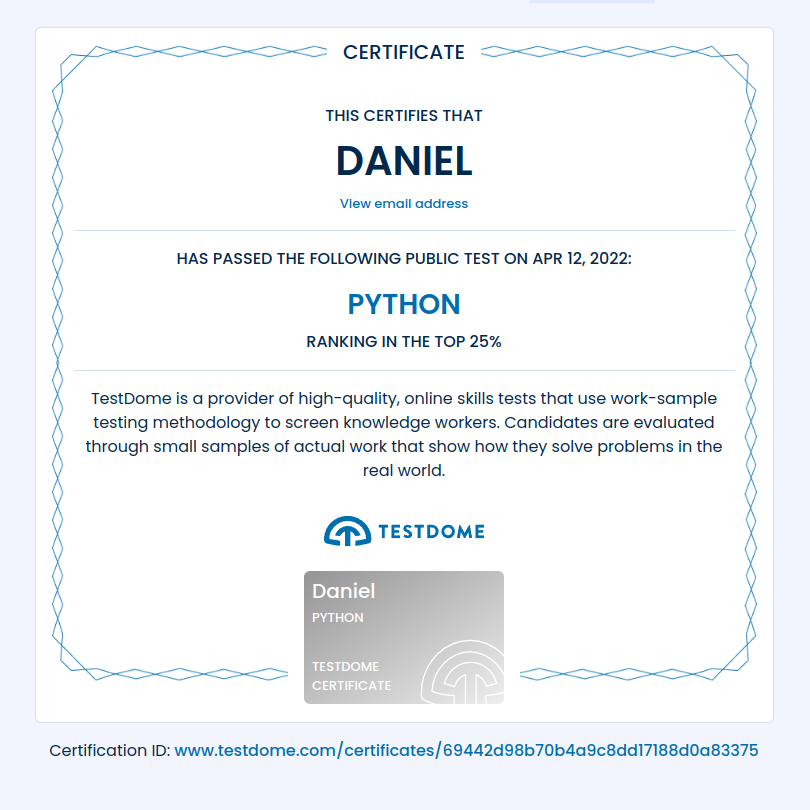 CERTIFICATE
THIS CERTIFIES THAT
DANIEL
View email address
HAS PASSED THE FOLLOWING PUBLIC TEST ON APR 12, 2022:
PYTHON
RANKING IN THE TOP 25%
TestDome is a provider of high-quality, online skills tests that use work-sample
testing methodology to screen knowledge workers. Candidates are evaluated
through small samples of actual work that show how they solve problems in the
real world.
TESTDOME
Daniel
PYTHON
TESTDOME
CERTIFICATE
Certification ID: www.testdome.com/certificates/69442d98b70b4a9c8dd17188d0a83375